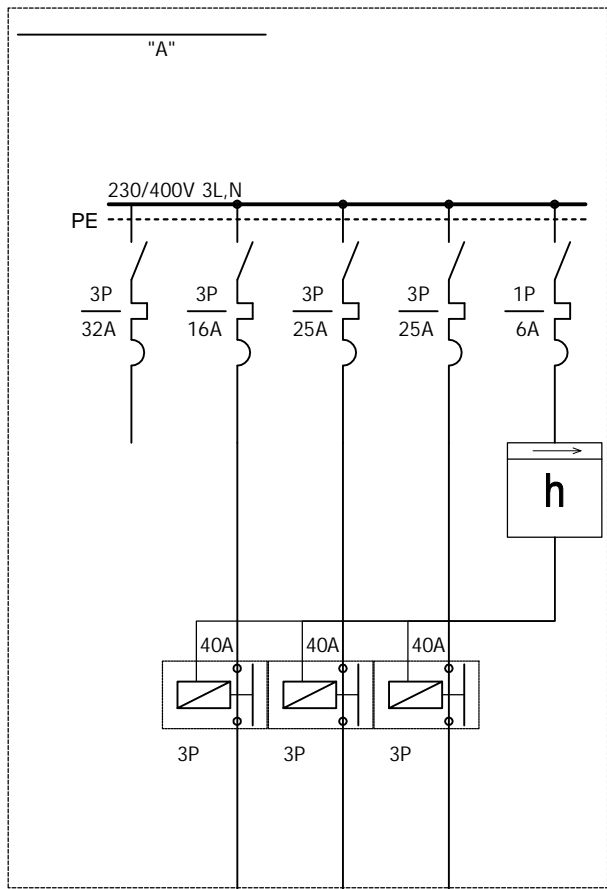 "A"
230/400V 3L,N
PE
3P 3P 3P 3P 1P
32A 16A 25A 25A 6A
h
40A 40A 40A
3P 3P 3P